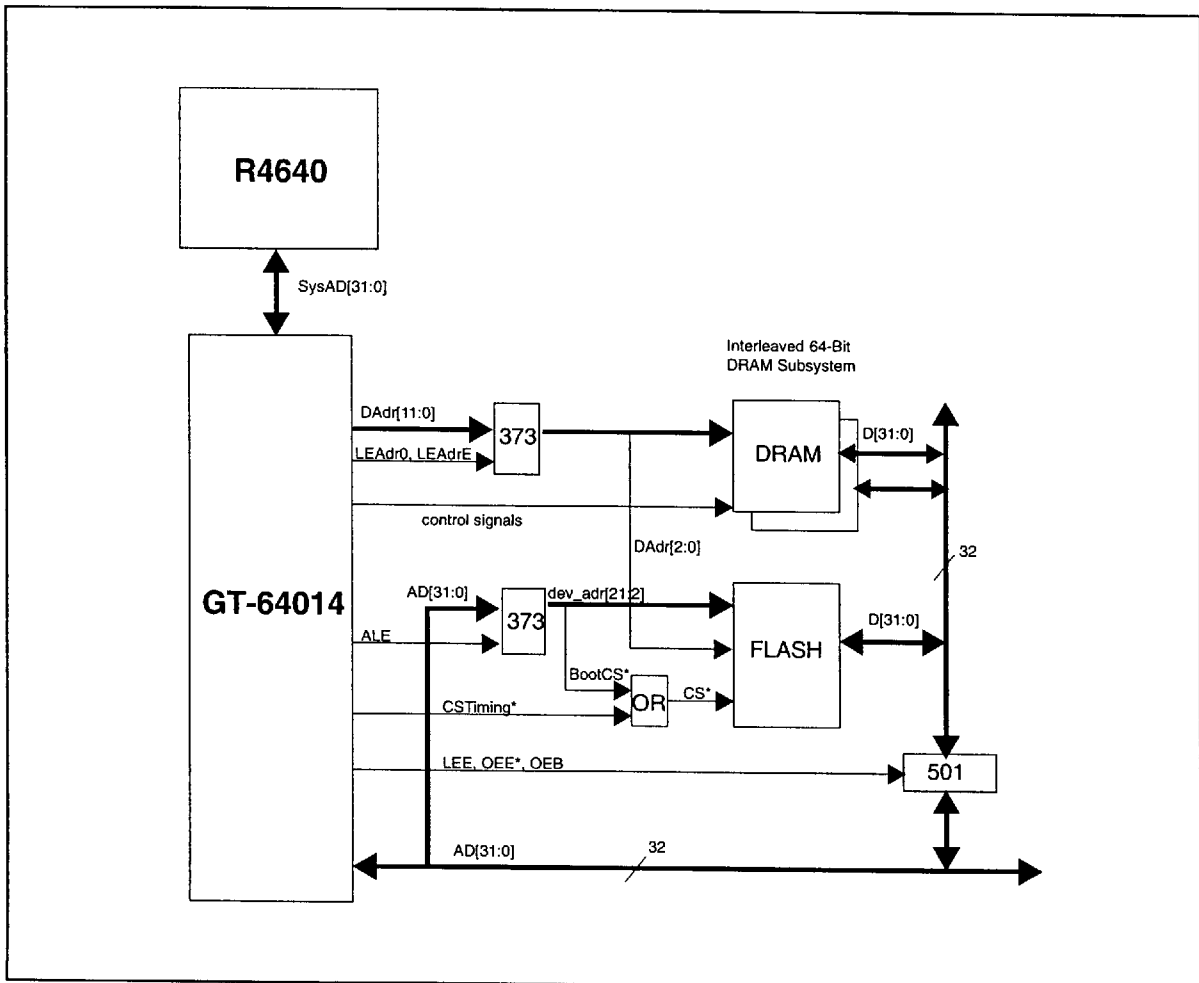 R4640
SysAD[31:0]
Interleaved 64-Bit
DRAM Subsystem
DAdr[11:0]
373
LEAdr0, LEAdrE
DRAM
D[31:0]
control signals
DAdr[2:0]
32
GT-64014
AD[31:0]
373
dev_adr[21:2]
ALE
FLASH
D[31:0]
BootCS*
OR
CS*
CSTiming*
LEE, OEE*, OEB
501
AD[31:0]
32